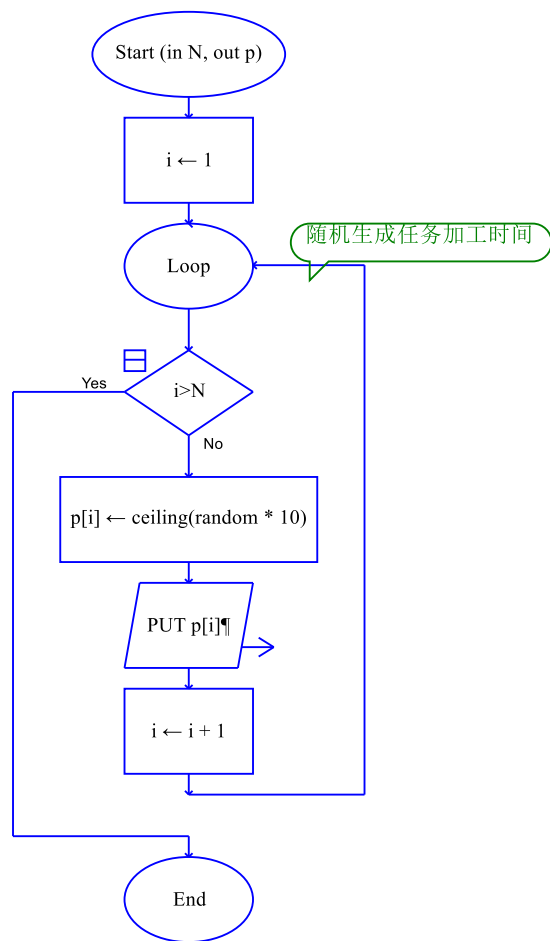 Start (in N, out p)
i ← 1
随机生成任务加工时间
Loop
i>N
Yes
No
p[i] ← ceiling(random * 10)
PUT p[i]¶
i ← i + 1
End